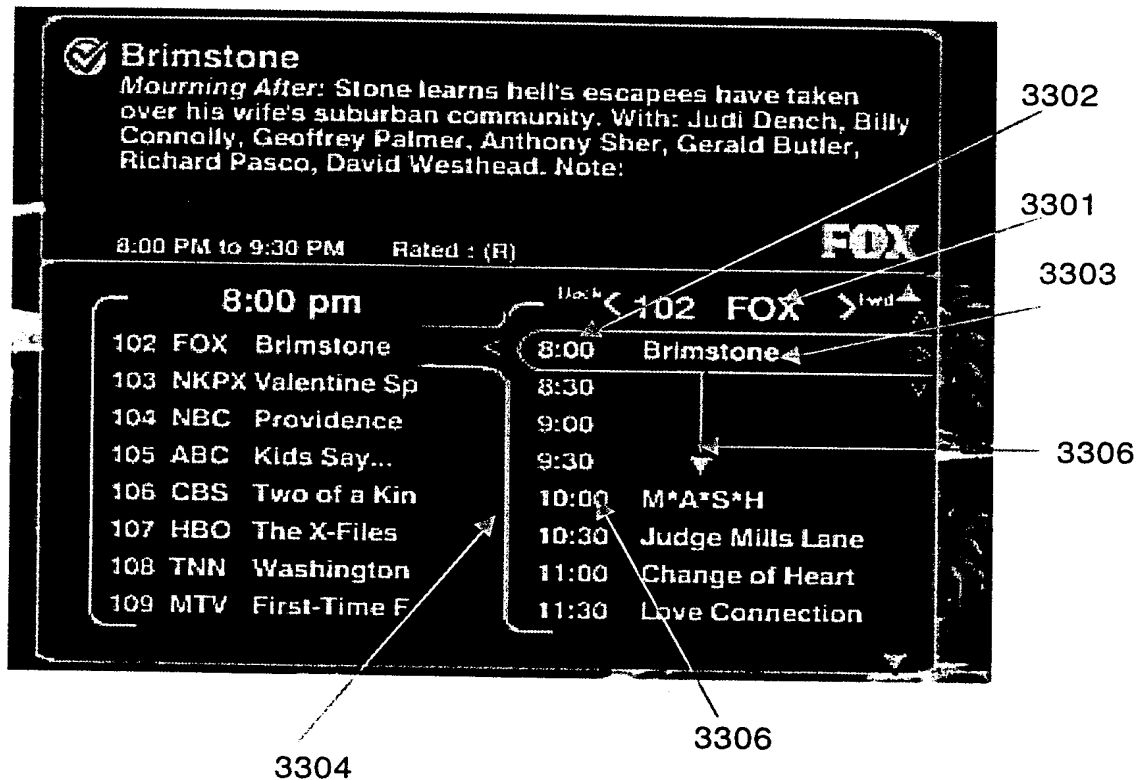 Brimstone
Mourning After: Stone learns hell's escapees have taken
over his wife's suburban community. With: Judi Dench, Billy
Connolly, Geoffrey Palmer, Anthony Sher, Gerald Butler,
Richard Pasco, David Westhead. Note:
8:00 PM to 9:30 PM Rated : (R)
FOX
8:00 pm
102 FOX Brimstone
103 NKPX Valentine Sp
104 NBC Providence
105 ABC Kids Say...
106 CBS Two of a Kin
107 HBO The X-Files
108 TNN Washington
109 MTV First-Time F
Back < 102 FOX > Fwd
8:00 Brimstone
8:30
9:00
9:30
10:00 M*A*S*H
10:30 Judge Mills Lane
11:00 Change of Heart
11:30 Love Connection
3302
3301
3303
3306
3306
3304